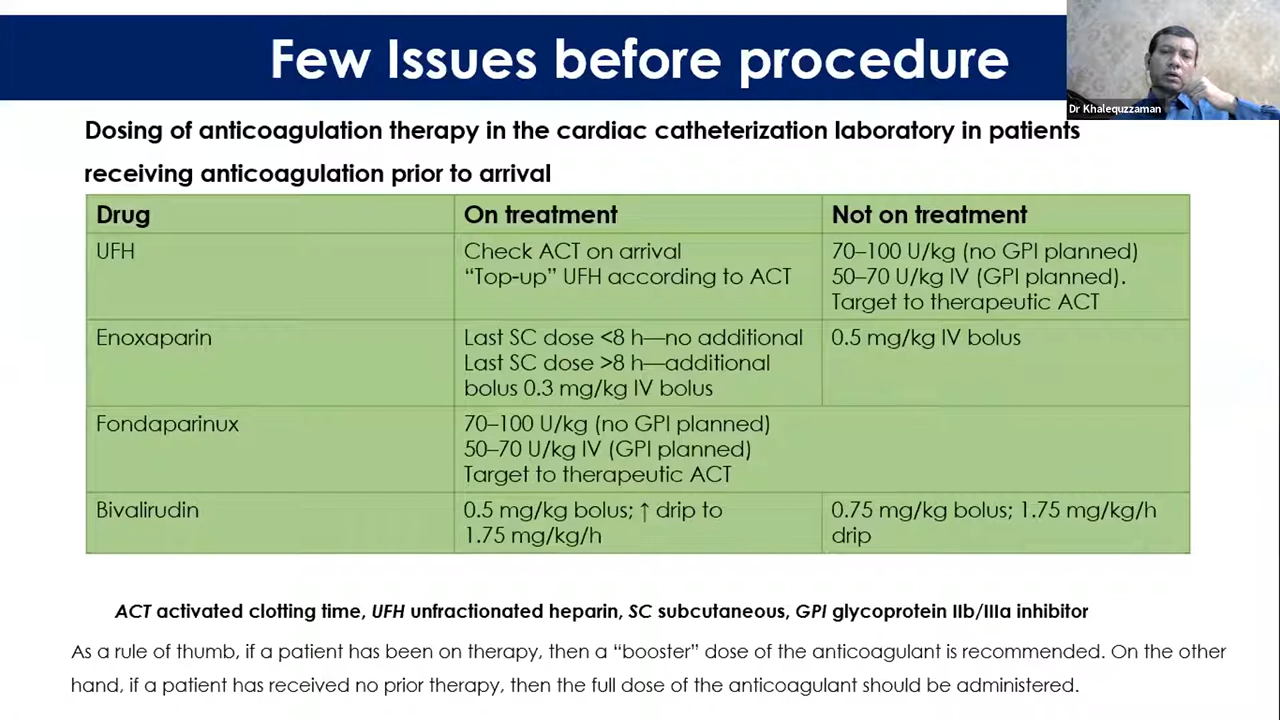 Few Issues before procedure
Dr Khalequzzaman
Dosing of anticoagulation therapy in the cardiac catheterization laboratory in patients
receiving anticoagulation prior to arrival
Drug
On treatment
Not on treatment
UFH
Check ACT on arrival
“Top-up” UFH according to ACT
70–100 U/kg (no GPI planned)
50–70 U/kg IV (GPI planned).
Target to therapeutic ACT
Enoxaparin
Last SC dose <8 h—no additional
Last SC dose >8 h—additional
bolus 0.3 mg/kg IV bolus
0.5 mg/kg IV bolus
Fondaparinux
70–100 U/kg (no GPI planned)
50–70 U/kg IV (GPI planned)
Target to therapeutic ACT
Bivalirudin
0.5 mg/kg bolus; ↑ drip to
1.75 mg/kg/h
0.75 mg/kg bolus; 1.75 mg/kg/h
drip
ACT activated clotting time, UFH unfractionated heparin, SC subcutaneous, GPI glycoprotein IIb/IIIa inhibitor
As a rule of thumb, if a patient has been on therapy, then a “booster” dose of the anticoagulant is recommended. On the other
hand, if a patient has received no prior therapy, then the full dose of the anticoagulant should be administered.